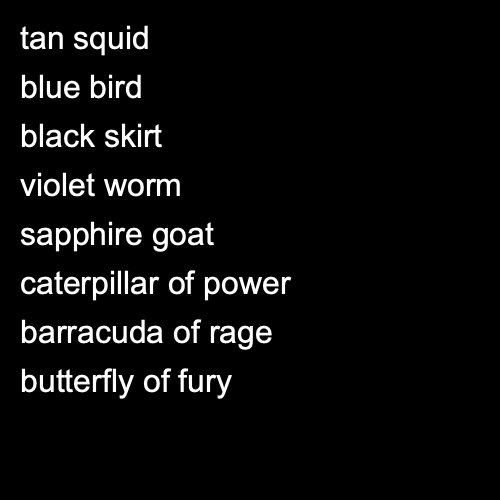 tan squid
blue bird
black skirt
violet worm
sapphire goat
caterpillar of power
barracuda of rage
butterfly of fury